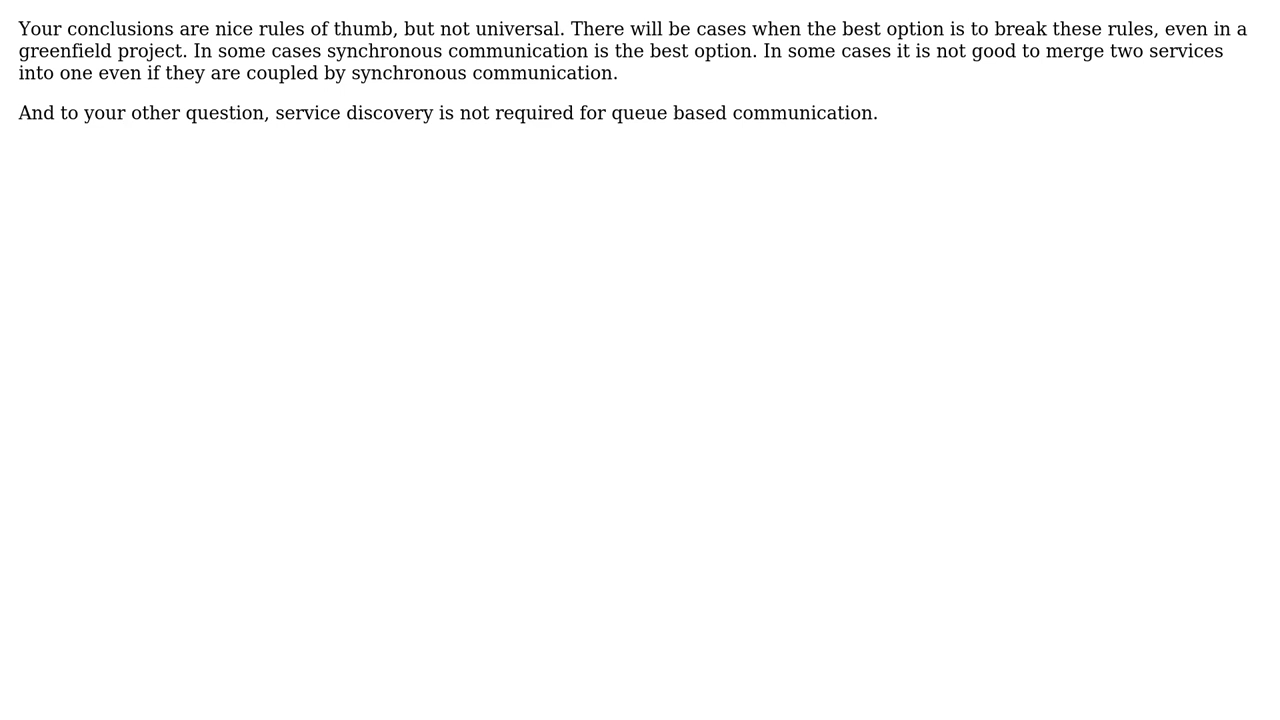 Your conclusions are nice rules of thumb, but not universal. There will be cases when the best option is to break these rules, even in a
greenfield project. In some cases synchronous communication is the best option. In some cases it is not good to merge two services
into one even if they are coupled by synchronous communication.
And to your other question, service discovery is not required for queue based communication.